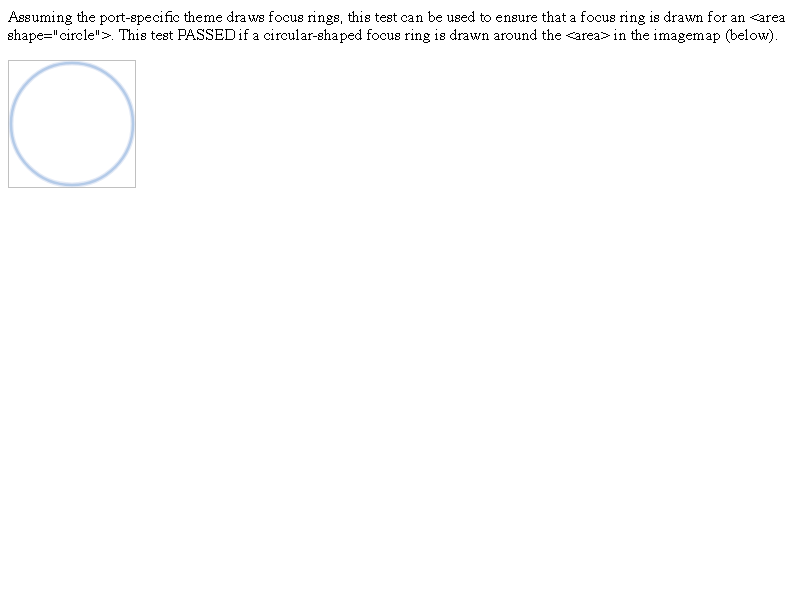 Assuming the port-specific theme draws focus rings, this test can be used to ensure that a focus ring is drawn for an <area
shape="circle">. This test PASSED if a circular-shaped focus ring is drawn around the <area> in the imagemap (below).